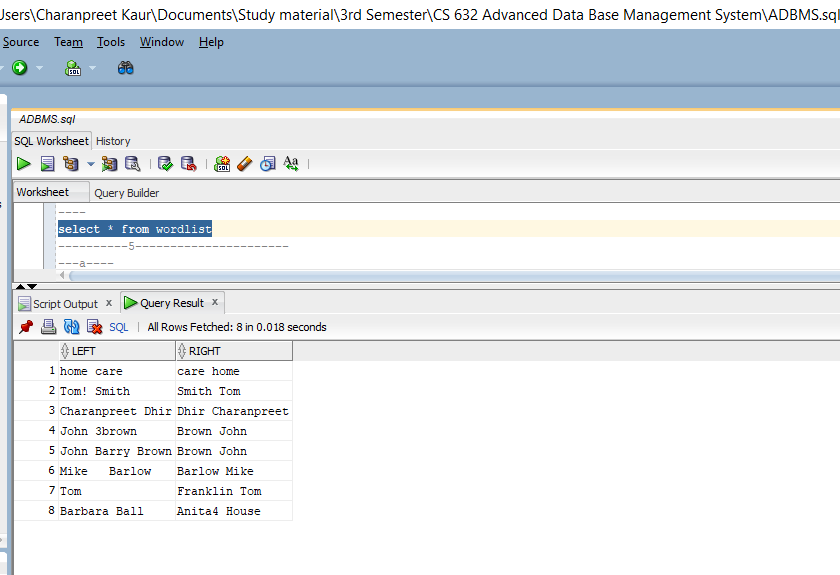 Users\Charanpreet Kaur\Documents\Study material\3rd Semester\CS 632 Advanced Data Base Management System\ADBMS.sql
Source Team Tools Window Help
ADBMS.sql
SQL Worksheet History
Worksheet Query Builder
----
select * from wordlist
----------5----------------------
---a----
Script Output x Query Result x
SQL | All Rows Fetched: 8 in 0.018 seconds
LEFT RIGHT
1 home care care home
2 Tom! Smith Smith Tom
3 Charanpreet Dhir Dhir Charanpreet
4 John 3brown Brown John
5 John Barry Brown Brown John
6 Mike   Barlow Barlow Mike
7 Tom Franklin Tom
8 Barbara Ball Anita4 House